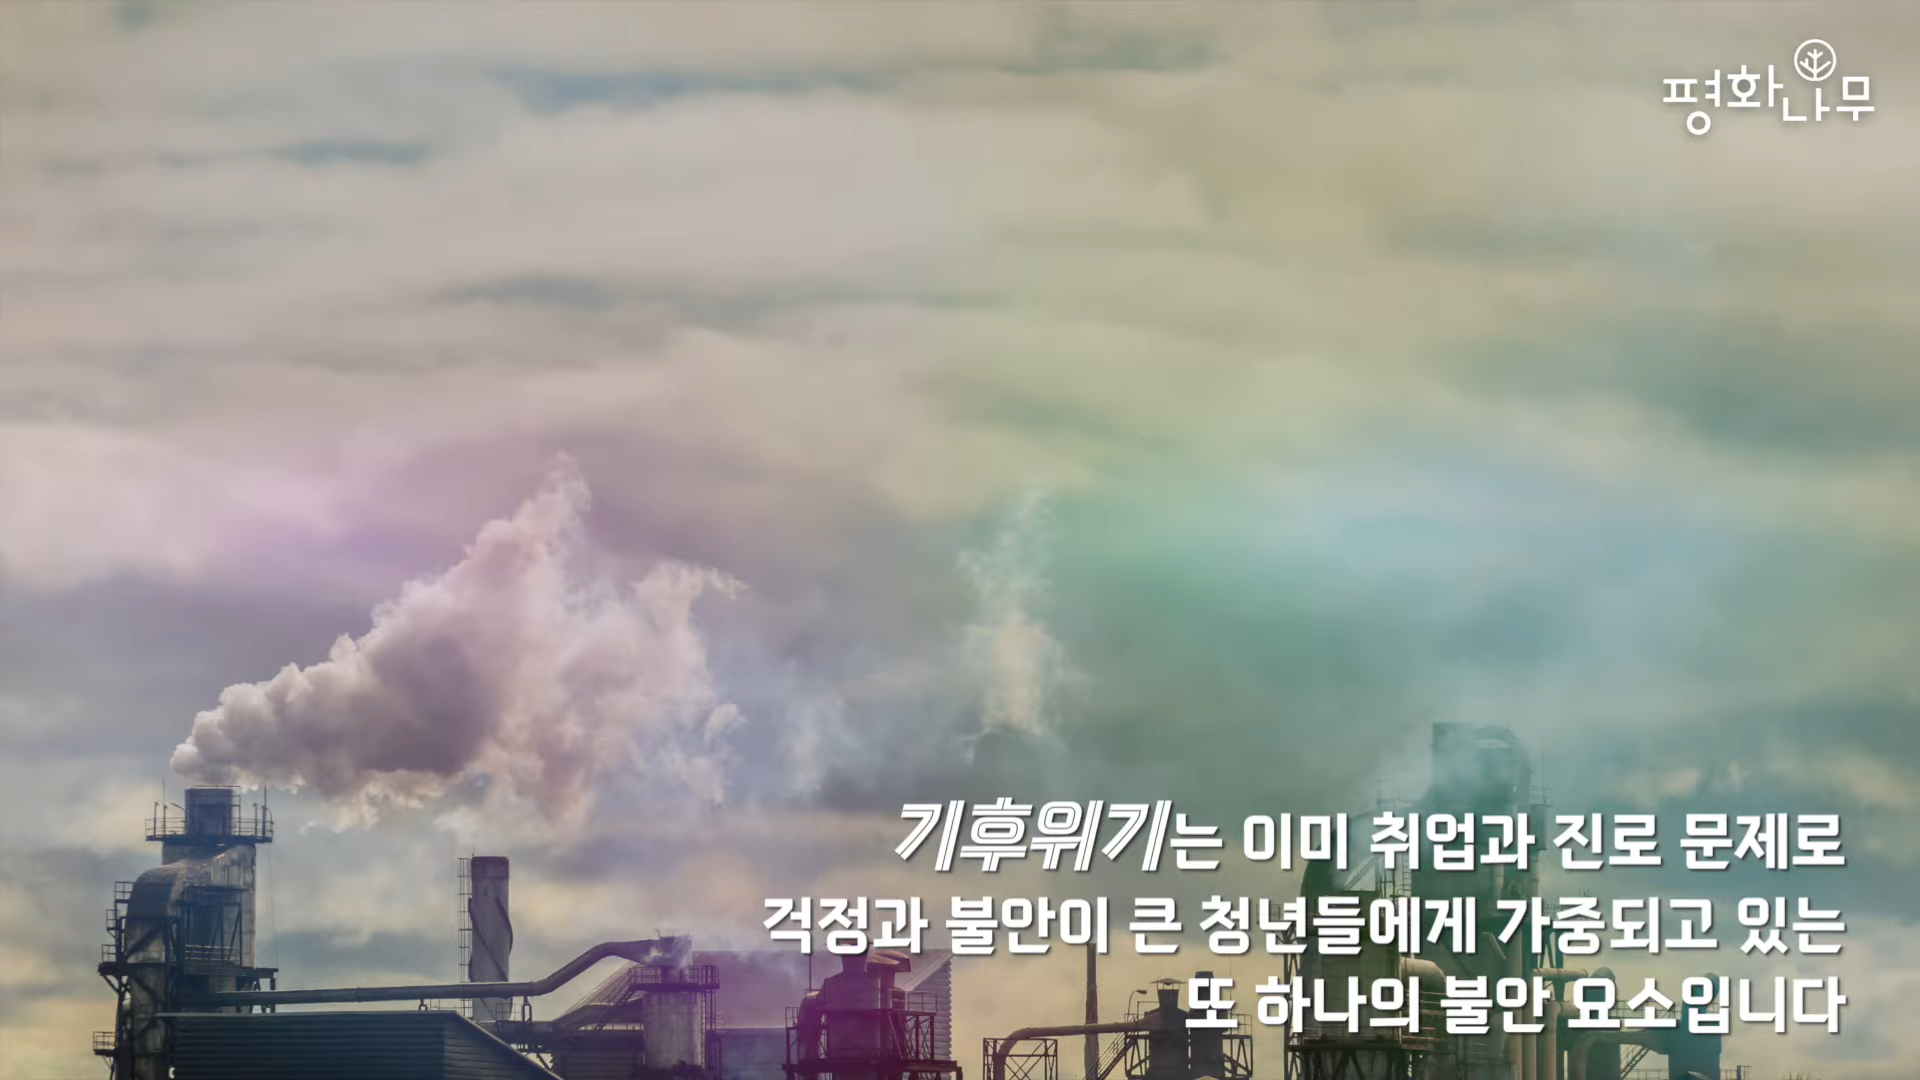 평화나무
기후위기는 이미 취업과 진로 문제로
걱정과 불안이 큰 청년들에게 가중되고 있는
또 하나의 불안 요소입니다